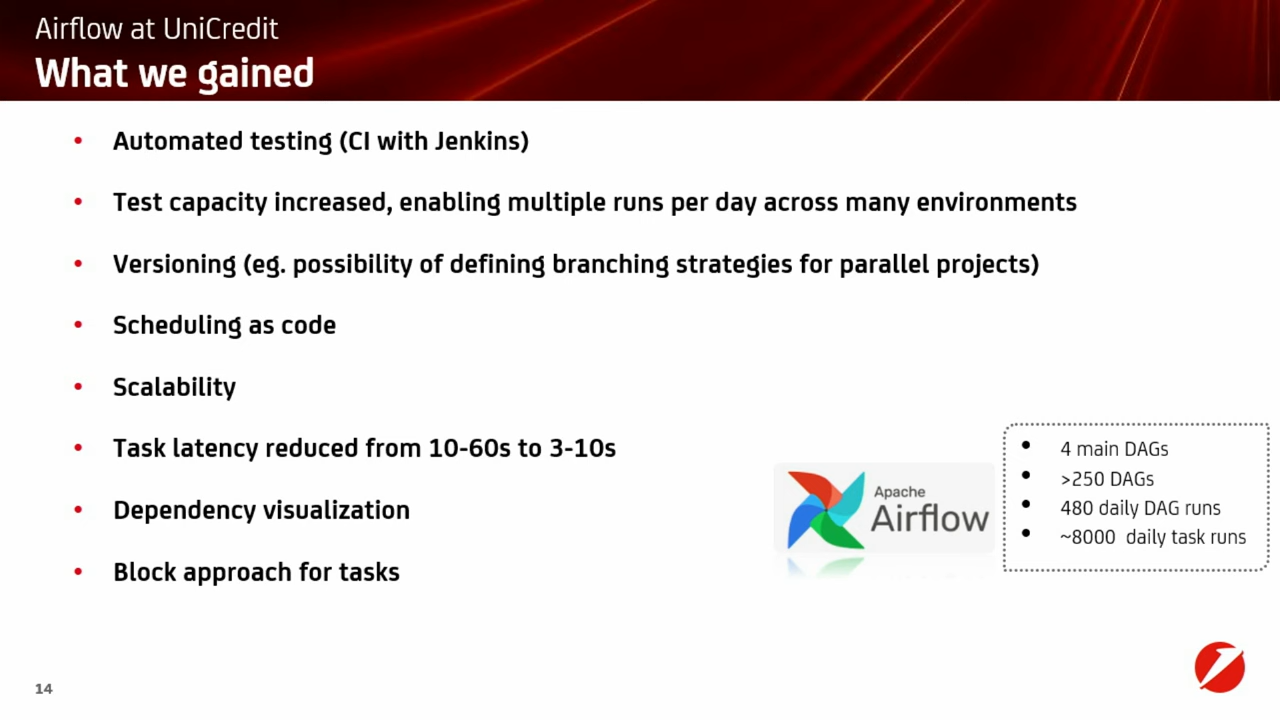 Airflow at UniCredit
What we gained
• Automated testing (CI with Jenkins)
• Test capacity increased, enabling multiple runs per day across many environments
• Versioning (eg. possibility of defining branching strategies for parallel projects)
• Scheduling as code
• Scalability
• Task latency reduced from 10-60s to 3-10s
• Dependency visualization
• Block approach for tasks
Apache
Airflow
• 4 main DAGs
• >250 DAGs
• 480 daily DAG runs
• ~8000 daily task runs
14